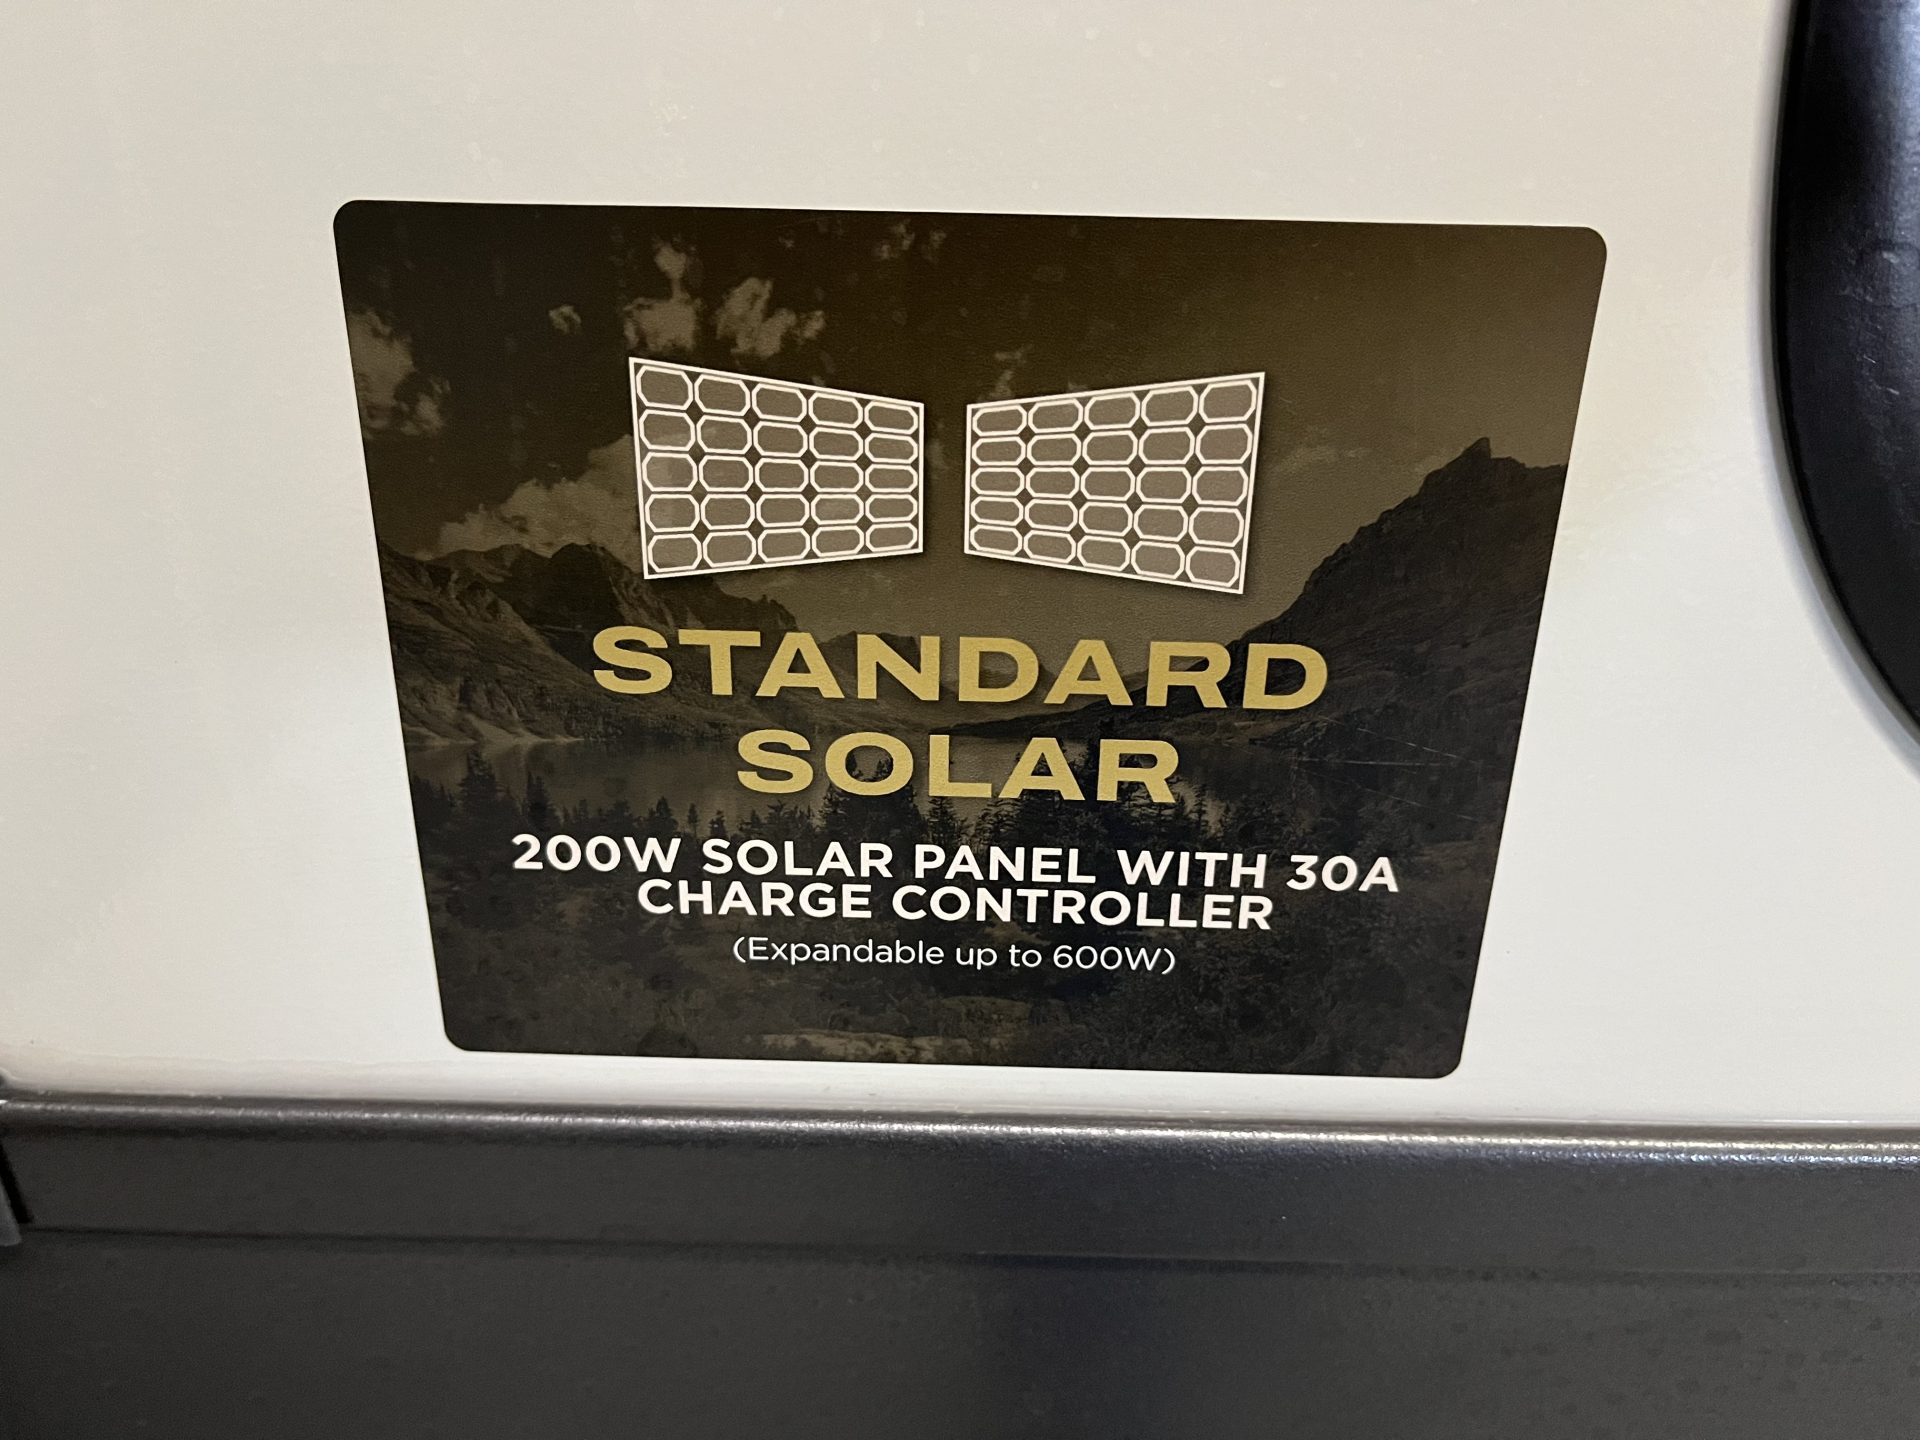 STANDARD
SOLAR
200W SOLAR PANEL WITH 30A
CHARGE CONTROLLER
(Expandable up to 600W)